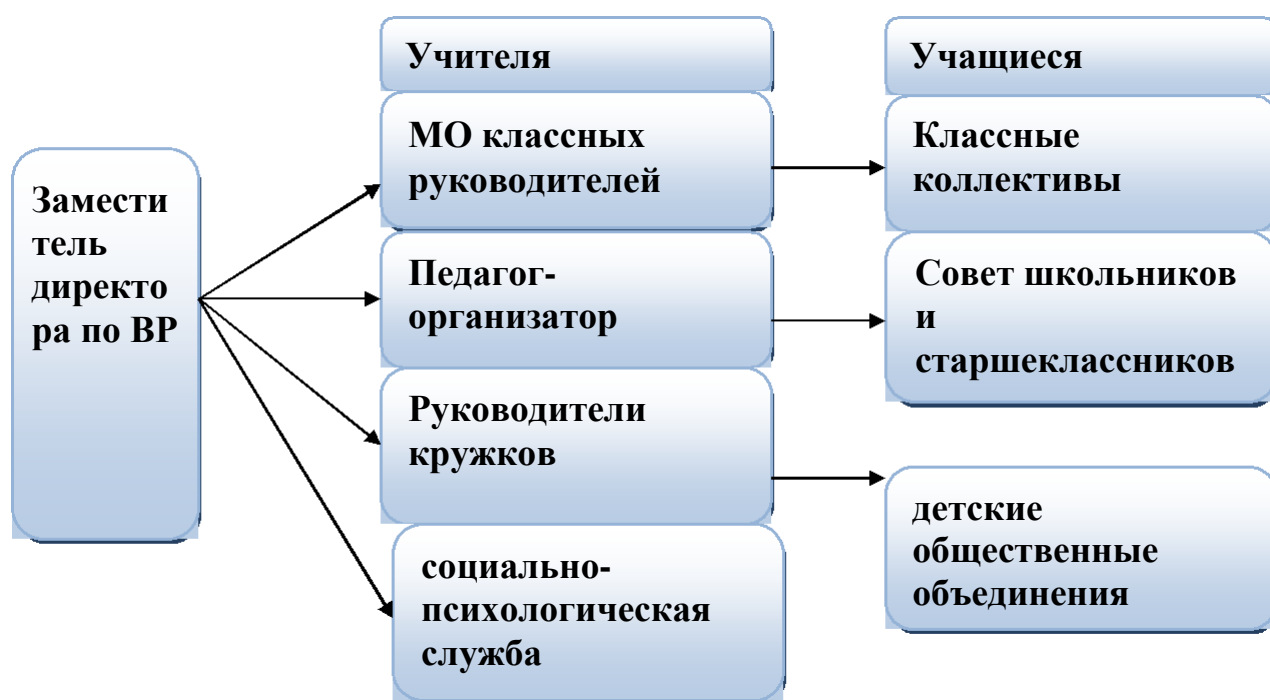 Замести
тель
директо
ра по ВР
Учителя
МО классных
руководителей
Педагог-
организатор
Руководители
кружков
социально-
психологическая
служба
Учащиеся
Классные
коллективы
Совет школьников
и
старшеклассников
детские
общественные
объединения